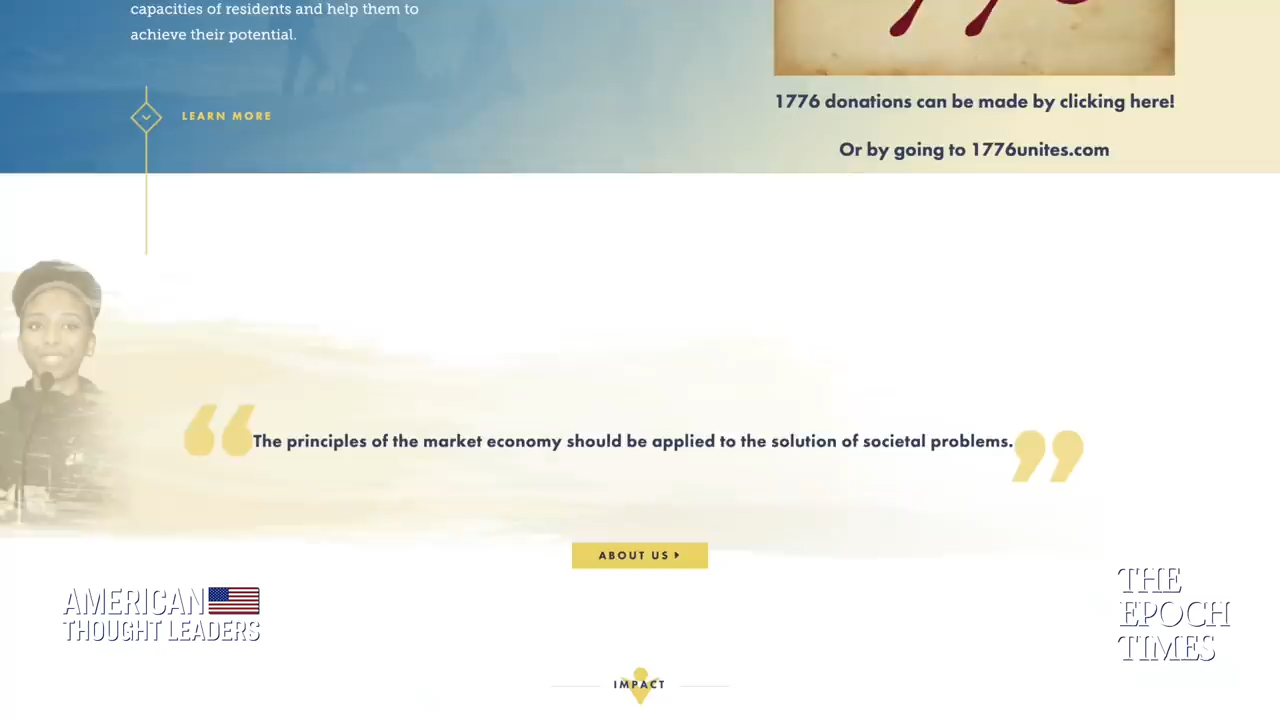 capacities of residents and help them to
achieve their potential.
LEARN MORE
1776 donations can be made by clicking here!
Or by going to 1776unites.com
“The principles of the market economy should be applied to the solution of societal problems.”
ABOUT US
AMERICAN
THOUGHT LEADERS
THE
EPOCH
TIMES
IMPACT